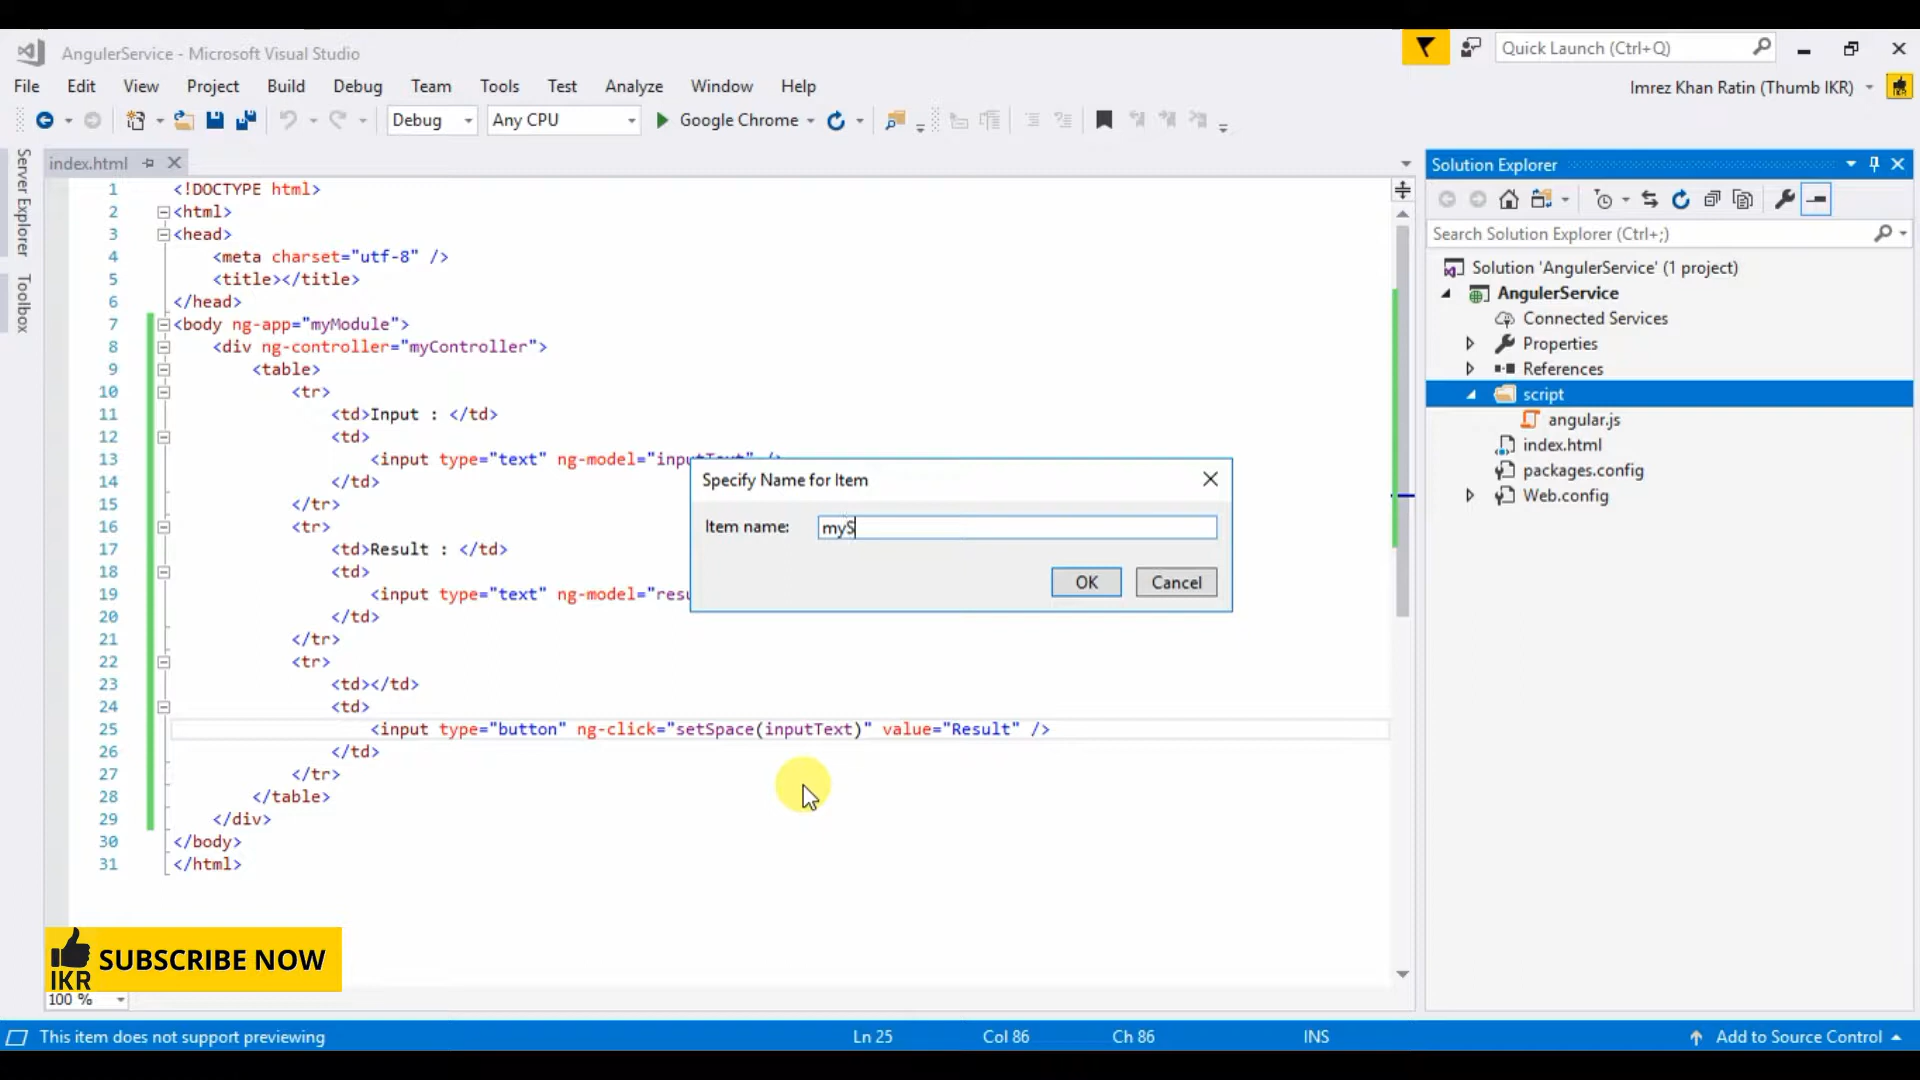 AngulerService - Microsoft Visual Studio
Quick Launch (Ctrl+Q)
File Edit View Project Build Debug Team Tools Test Analyze Window Help
Imrez Khan Ratin (Thumb IKR)
IKR
Debug Any CPU Google Chrome
Server Explorer
Toolbox
index.html
1 <!DOCTYPE html>
2 <html>
3 <head>
4 <meta charset="utf-8" />
5 <title></title>
6 </head>
7 <body ng-app="myModule">
8 <div ng-controller="myController">
9 <table>
10 <tr>
11 <td>Input : </td>
12 <td>
13 <input type="text" ng-model="inputText" />
14 </td>
15 </tr>
16 <tr>
17 <td>Result : </td>
18 <td>
19 <input type="text" ng-model="resu
20 </td>
21 </tr>
22 <tr>
23 <td></td>
24 <td>
25 <input type="button" ng-click="setSpace(inputText)" value="Result" />
26 </td>
27 </tr>
28 </table>
29 </div>
30 </body>
31 </html>
Specify Name for Item
Item name: myS
OK Cancel
Solution Explorer
Search Solution Explorer (Ctrl+;)
Solution 'AngulerService' (1 project)
AngulerService
Connected Services
Properties
References
script
angular.js
index.html
packages.config
Web.config
SUBSCRIBE NOW
IKR
100 %
This item does not support previewing Ln 25 Col 86 Ch 86 INS Add to Source Control